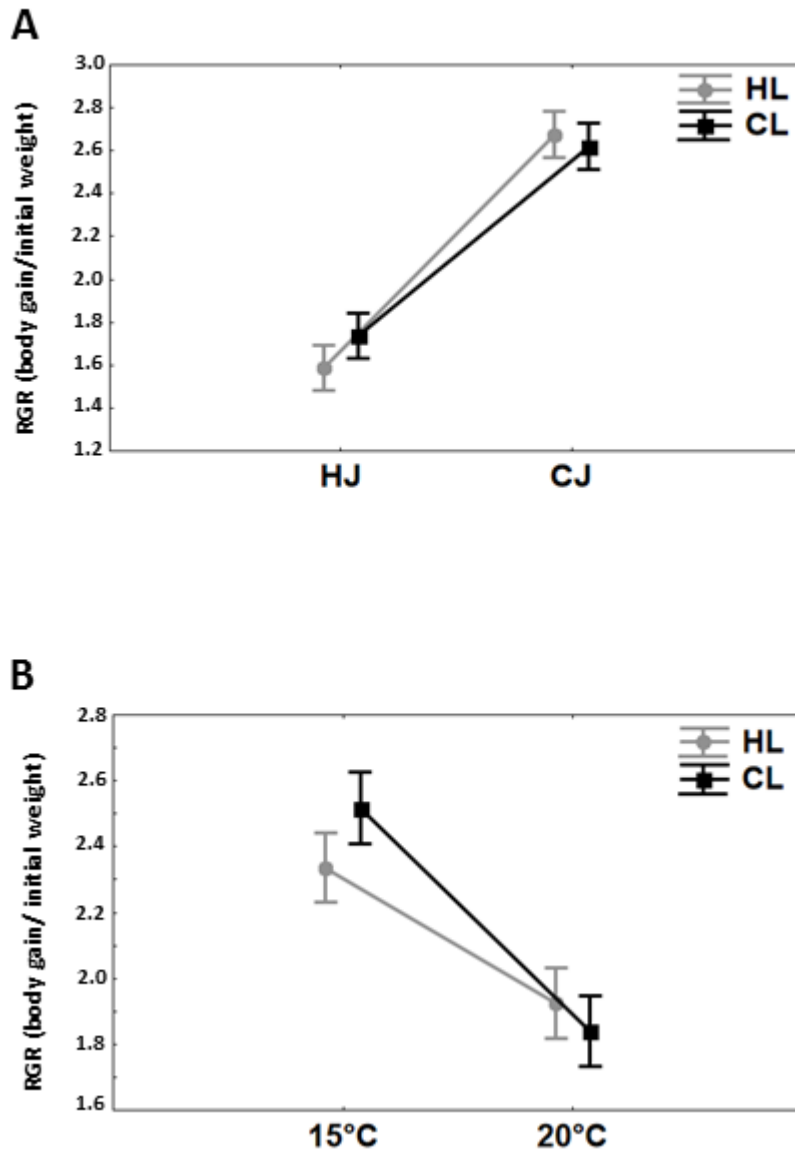 A
RGR (body gain/initial weight)
3.0
2.8
2.6
2.4
2.2
2.0
1.8
1.6
1.4
1.2
HL
CL
HJ
CJ
B
RGR (body gain/ initial weight)
2.8
2.6
2.4
2.2
2.0
1.8
1.6
HL
CL
15°C
20°C